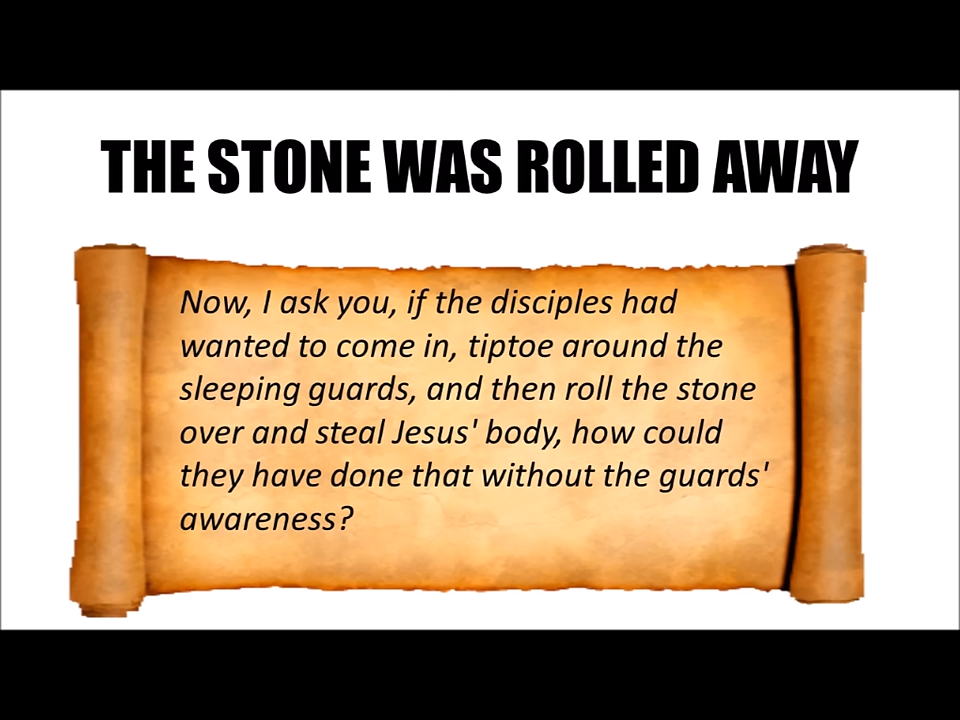 THE STONE WAS ROLLED AWAY
Now, I ask you, if the disciples had
wanted to come in, tiptoe around the
sleeping guards, and then roll the stone
over and steal Jesus' body, how could
they have done that without the guards'
awareness?